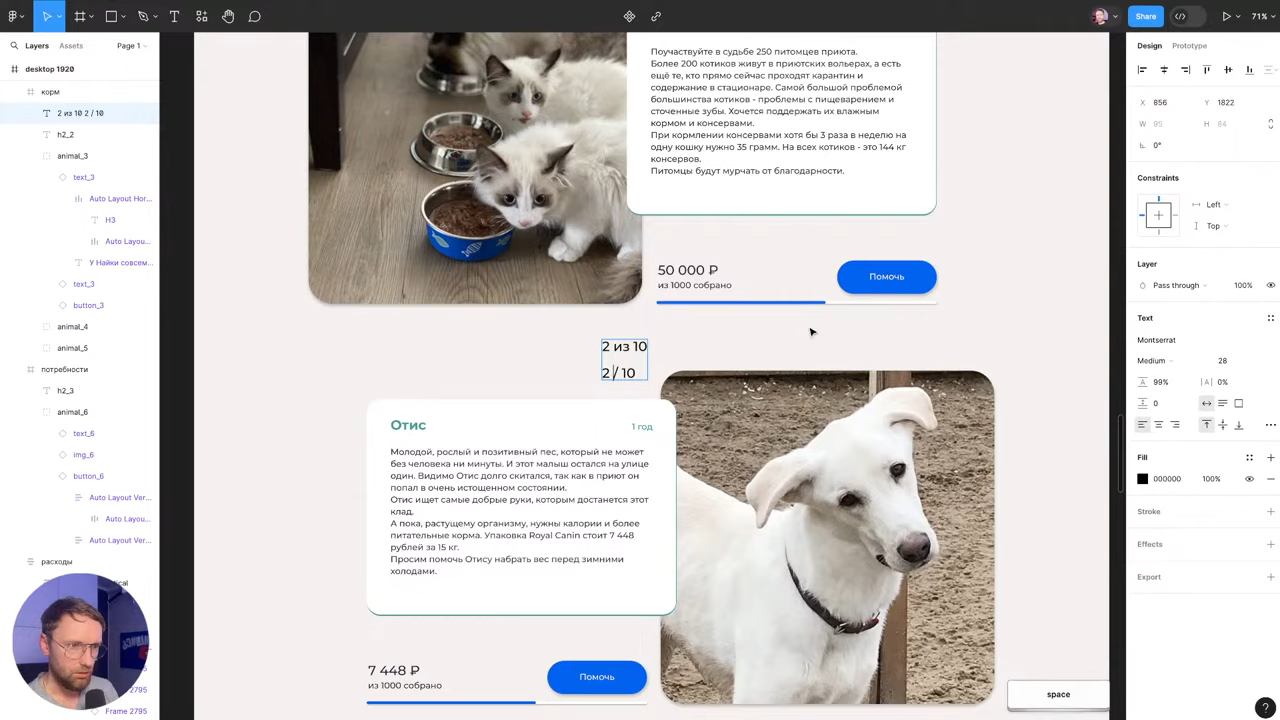 Share
71%
Layers
Assets
Page 1
desktop 1920
корм
2 из 10 2 / 10
h2_2
animal_3
text_3
Auto Layout Hor...
H3
Auto Layou...
У Найки совсем...
text_3
button_3
animal_4
animal_5
потребности
h2_3
animal_6
text_6
img_6
button_6
Auto Layout Ver...
Auto Layou...
Auto Layout Ver...
расходы
Frame 2795
Поучаствуйте в судьбе 250 питомцев приюта.
Более 200 котиков живут в приютских вольерах, а есть
ещё те, кто прямо сейчас проходят карантин и
содержание в стационаре. Самой большой проблемой
большинства котиков - проблемы с пищеварением и
сточенные зубы. Хочется поддержать их влажным
кормом и консервами.
При кормлении консервами хотя бы 3 раза в неделю на
одну кошку нужно 35 грамм. На всех котиков - это 144 кг
консервов.
Питомцы будут мурчать от благодарности.
50 000 ₽
из 1000 собрано
Помочь
2 из 10
2 / 10
Отис
1 год
Молодой, рослый и позитивный пес, который не может
без человека ни минуты. И этот малыш остался на улице
один. Видимо Отис долго скитался, так как в приют он
попал в очень истощенном состоянии.
Отис ищет самые добрые руки, которым достанется этот
клад.
А пока, растущему организму, нужны калории и более
питательные корма. Упаковка Royal Canin стоит 7 448
рублей за 15 кг.
Просим помочь Отису набрать вес перед зимними
холодами.
7 448 ₽
из 1000 собрано
Помочь
space
Design
Prototype
X 856 Y 1822
W 95 H 84
0°
Constraints
Left
Top
Layer
Pass through 100%
Text
Montserrat
Medium 28
99% 0%
0
Fill
000000 100%
Stroke
Effects
Export
?